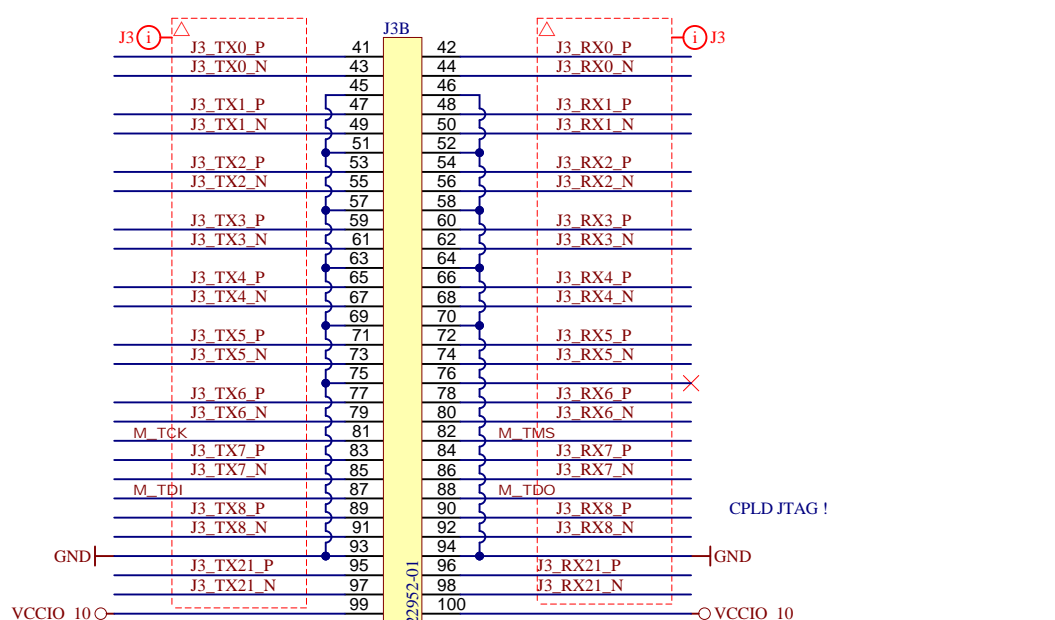 J3B
J3 i i J3
J3_TX0_P 41 42 J3_RX0_P
J3_TX0_N 43 44 J3_RX0_N
45 46
J3_TX1_P 47 48 J3_RX1_P
J3_TX1_N 49 50 J3_RX1_N
51 52
J3_TX2_P 53 54 J3_RX2_P
J3_TX2_N 55 56 J3_RX2_N
57 58
J3_TX3_P 59 60 J3_RX3_P
J3_TX3_N 61 62 J3_RX3_N
63 64
J3_TX4_P 65 66 J3_RX4_P
J3_TX4_N 67 68 J3_RX4_N
69 70
J3_TX5_P 71 72 J3_RX5_P
J3_TX5_N 73 74 J3_RX5_N
75 76
J3_TX6_P 77 78 J3_RX6_P
J3_TX6_N 79 80 J3_RX6_N
M_TCK 81 82 M_TMS
J3_TX7_P 83 84 J3_RX7_P
J3_TX7_N 85 86 J3_RX7_N
M_TDI 87 88 M_TDO
J3_TX8_P 89 90 J3_RX8_P CPLD JTAG !
J3_TX8_N 91 92 J3_RX8_N
GND 93 94 GND
J3_TX21_P 95 96 J3_RX21_P
J3_TX21_N 97 98 J3_RX21_N
VCCIO 10 99 100 VCCIO 10
22952-01